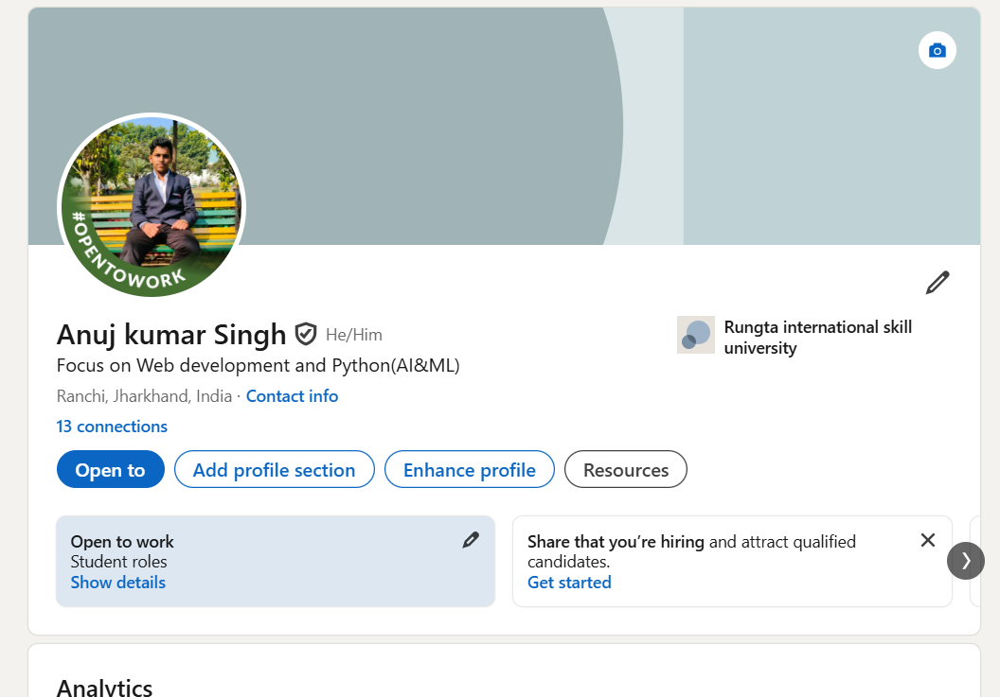 #OPENTOWORK
Anuj kumar Singh He/Him
Focus on Web development and Python(AI&ML)
Ranchi, Jharkhand, India · Contact info
13 connections
Rungta international skill
university
Open to
Add profile section
Enhance profile
Resources
Open to work
Student roles
Show details
Share that you’re hiring and attract qualified
candidates.
Get started
Analytics